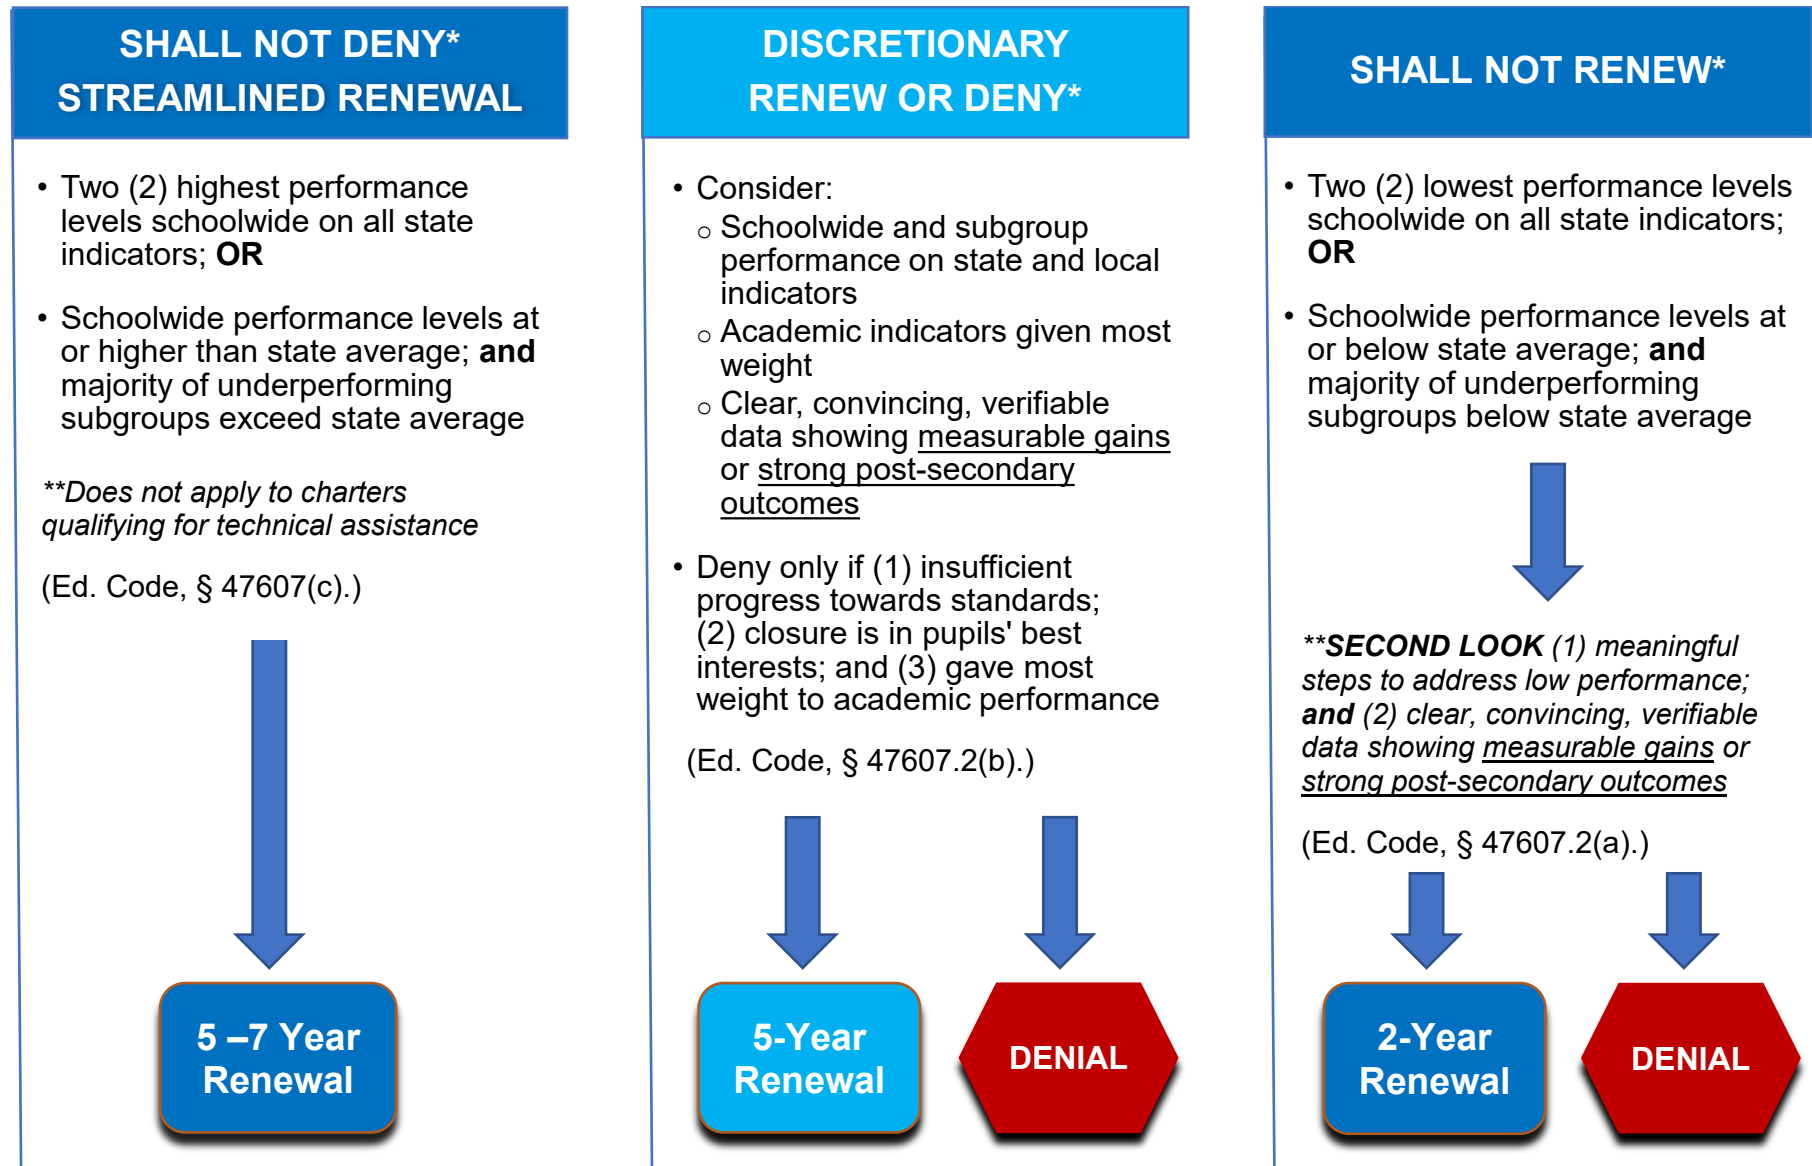 SHALL NOT DENY*
STREAMLINED RENEWAL
• Two (2) highest performance
levels schoolwide on all state
indicators; OR
• Schoolwide performance levels at
or higher than state average; and
majority of underperforming
subgroups exceed state average
**Does not apply to charters
qualifying for technical assistance
(Ed. Code, § 47607(c).)
5 –7 Year
Renewal
DISCRETIONARY
RENEW OR DENY*
• Consider:
o Schoolwide and subgroup
performance on state and local
indicators
o Academic indicators given most
weight
o Clear, convincing, verifiable
data showing measurable gains
or strong post-secondary
outcomes
• Deny only if (1) insufficient
progress towards standards;
(2) closure is in pupils' best
interests; and (3) gave most
weight to academic performance
(Ed. Code, § 47607.2(b).)
5-Year
Renewal
DENIAL
SHALL NOT RENEW*
• Two (2) lowest performance levels
schoolwide on all state indicators;
OR
• Schoolwide performance levels at
or below state average; and
majority of underperforming
subgroups below state average
**SECOND LOOK (1) meaningful
steps to address low performance;
and (2) clear, convincing, verifiable
data showing measurable gains or
strong post-secondary outcomes
(Ed. Code, § 47607.2(a).)
2-Year
Renewal
DENIAL